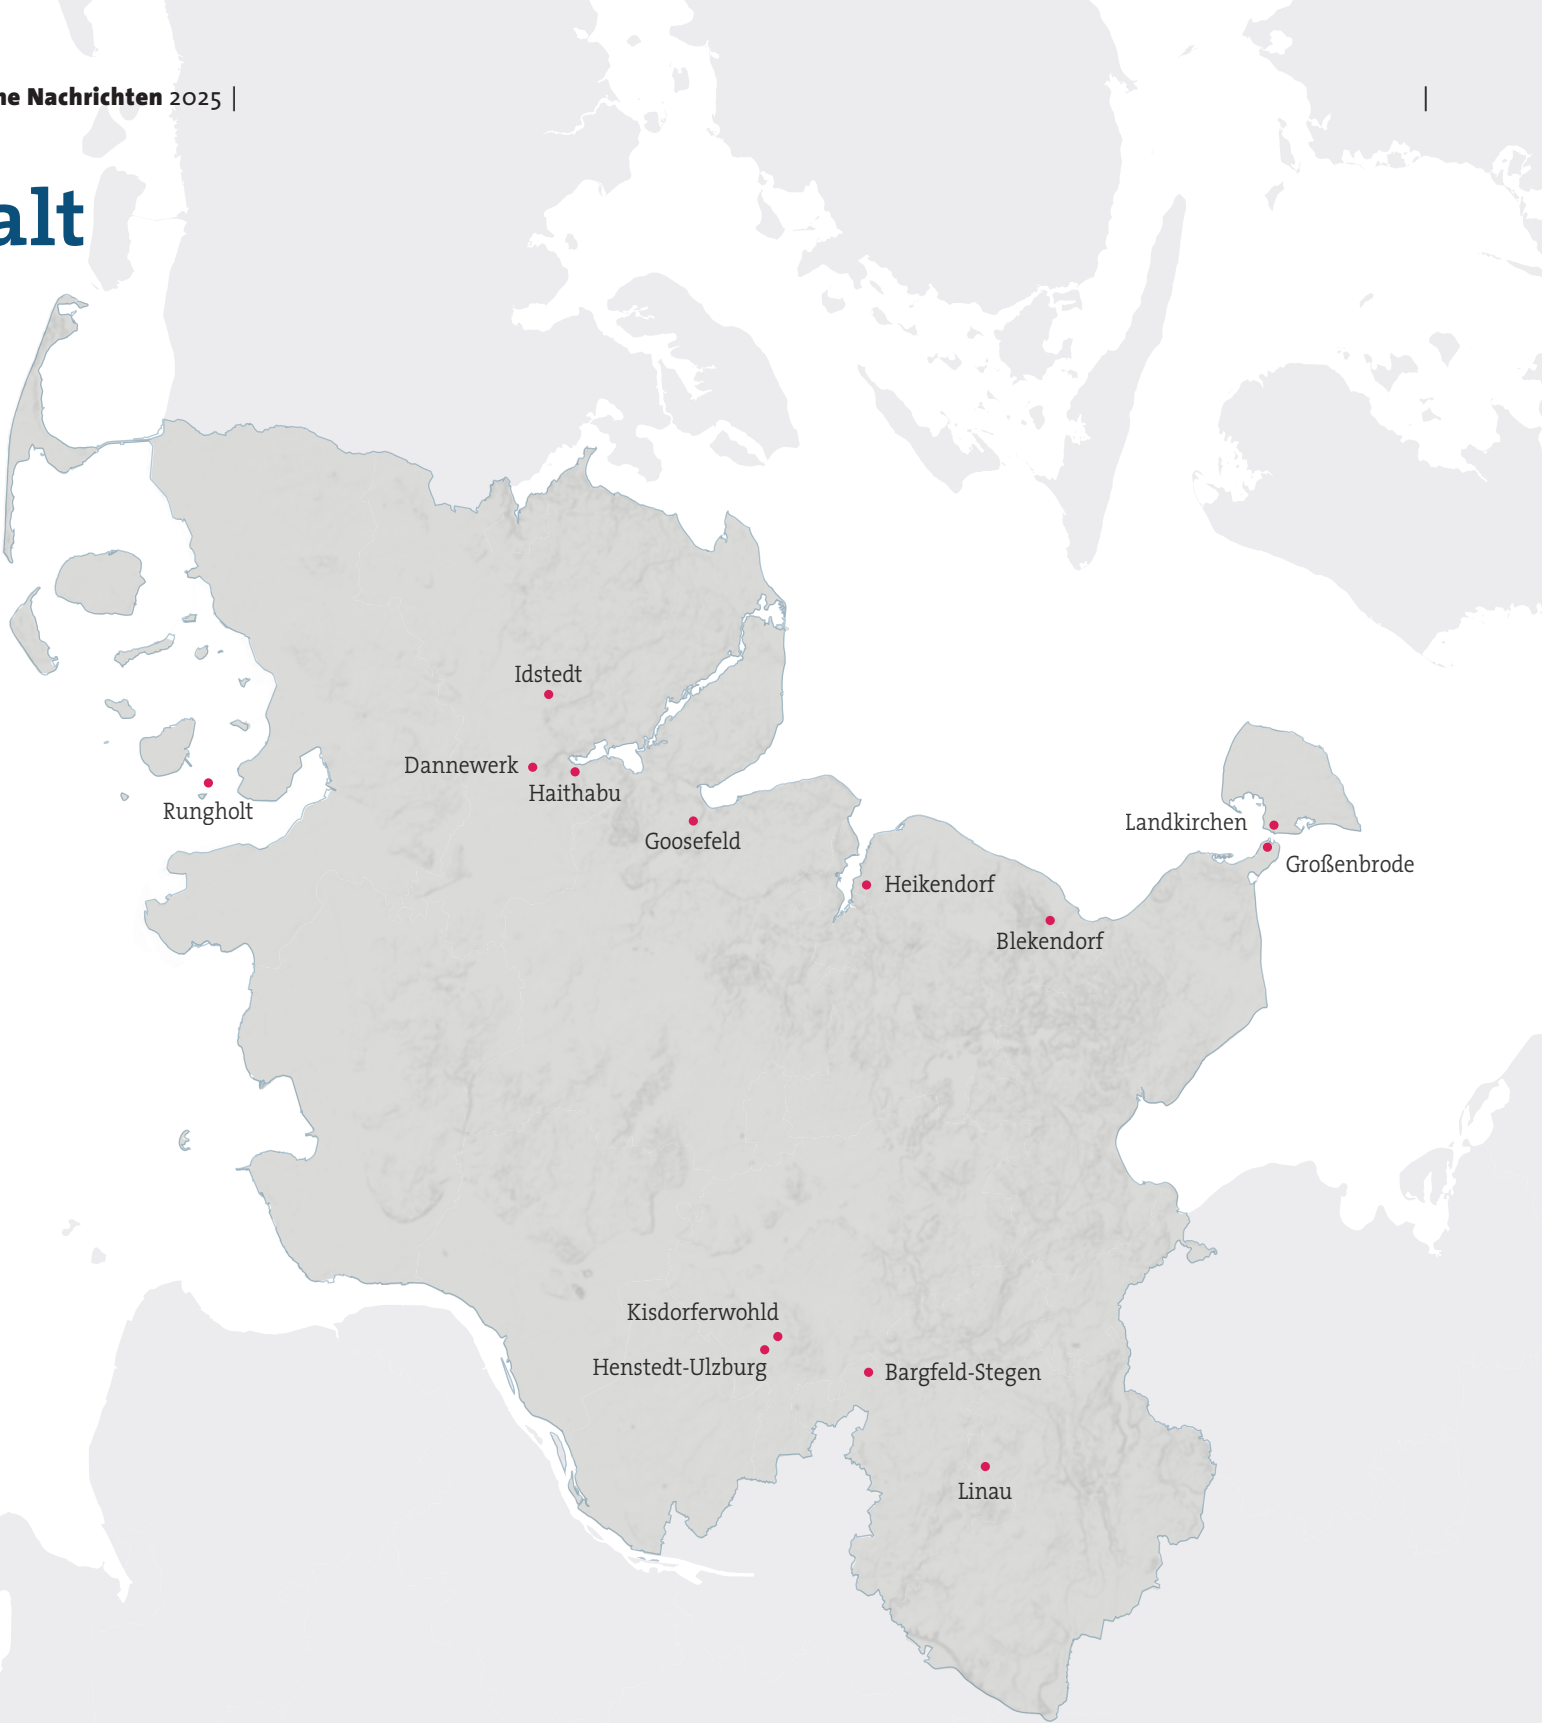 ne Nachrichten 2025 | |
alt
Idstedt
Dannewerk
Haithabu
Rungholt
Goosefeld
Landkirchen
Großenbrode
Heikendorf
Blekendorf
Kisdorferwohld
Henstedt-Ulzburg
Bargfeld-Stegen
Linau